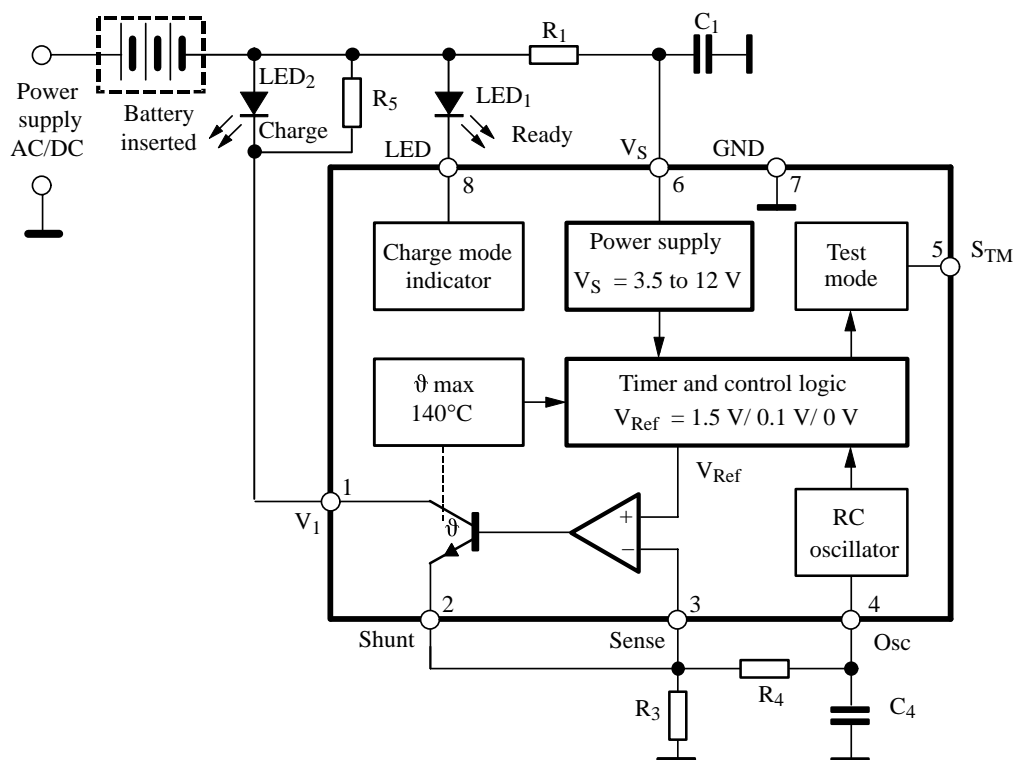 R1
C1
LED2
R5
LED1
Power
supply
AC/DC
Battery
inserted
Charge
Ready
LED
VS
GND
8
6
7
Charge mode
indicator
Power supply
VS = 3.5 to 12 V
Test
mode
5
STM
ϑ max
140°C
Timer and control logic
VRef = 1.5 V/ 0.1 V/ 0 V
VRef
1
V1
ϑ
+
−
RC
oscillator
2
3
4
Shunt
Sense
Osc
R3
R4
C4